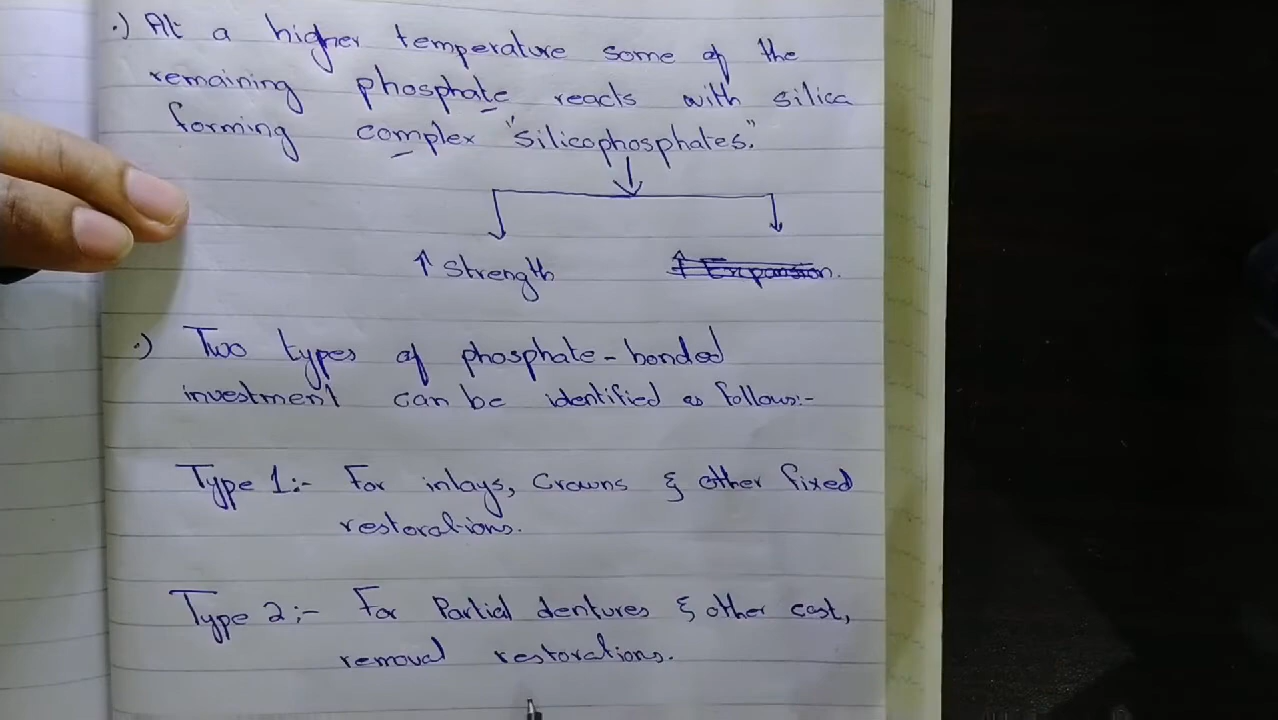 .) At a higher temperature some of the
remaining phosphate reacts with silica
forming complex "silicophosphates."
↑ Strength ↑ Expansion.
.) Two types of phosphate-bonded
investment can be identified as follows:-
Type 1:- For inlays, Crowns & other fixed
restorations.
Type 2:- For Partial dentures & other cast,
removal restorations.